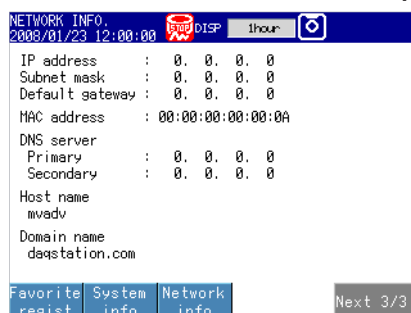 NETWORK INFO.
2008/01/23 12:00:00 STOP DISP 1hour
IP address : 0. 0. 0. 0
Subnet mask : 0. 0. 0. 0
Default gateway : 0. 0. 0. 0
MAC address : 00:00:00:00:00:0A
DNS server
Primary : 0. 0. 0. 0
Secondary : 0. 0. 0. 0
Host name
mvadv
Domain name
daqstation.com
Favorite System Network
regist info info Next 3/3